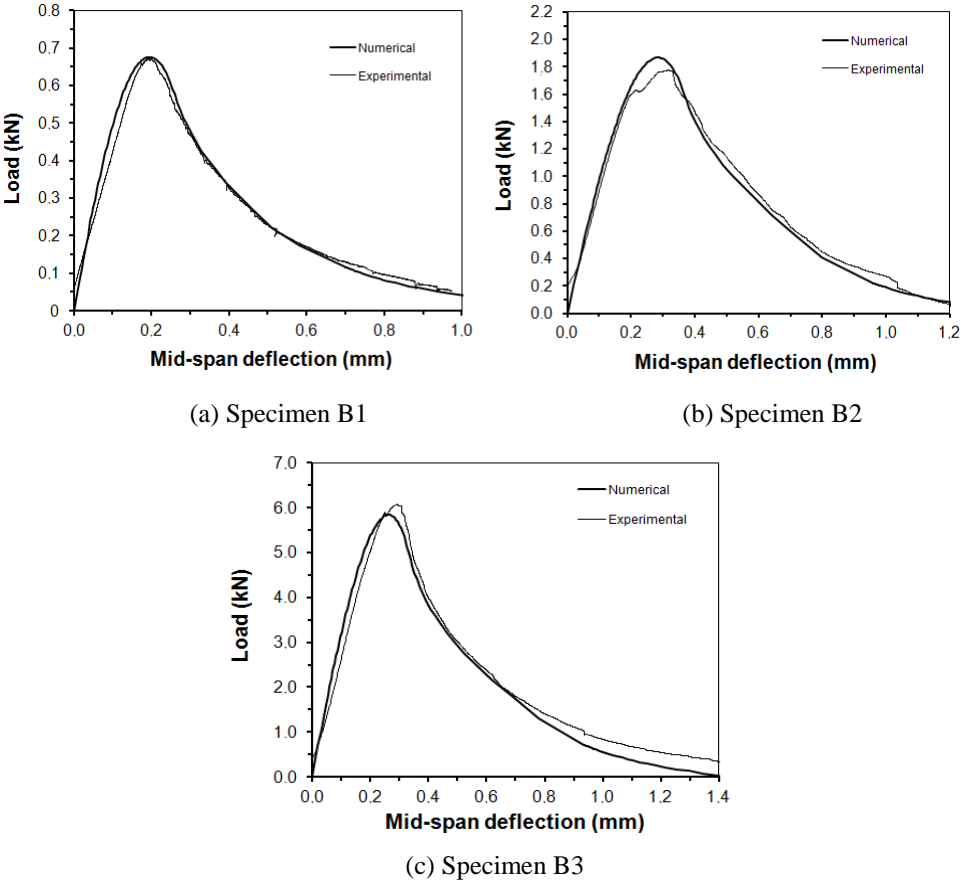 0.8
0.7
0.6
0.5
0.4
0.3
0.2
0.1
0
Load (kN)
Numerical
Experimental
0.0 0.2 0.4 0.6 0.8 1.0
Mid-span deflection (mm)
(a) Specimen B1
2.2
2.0
1.8
1.6
1.4
1.2
1.0
0.8
0.6
0.4
0.2
0.0
Load (kN)
Numerical
Experimental
0.0 0.2 0.4 0.6 0.8 1.0 1.2
Mid-span deflection (mm)
(b) Specimen B2
7.0
6.0
5.0
4.0
3.0
2.0
1.0
0.0
Load (kN)
Numerical
Experimental
0.0 0.2 0.4 0.6 0.8 1.0 1.2 1.4
Mid-span deflection (mm)
(c) Specimen B3